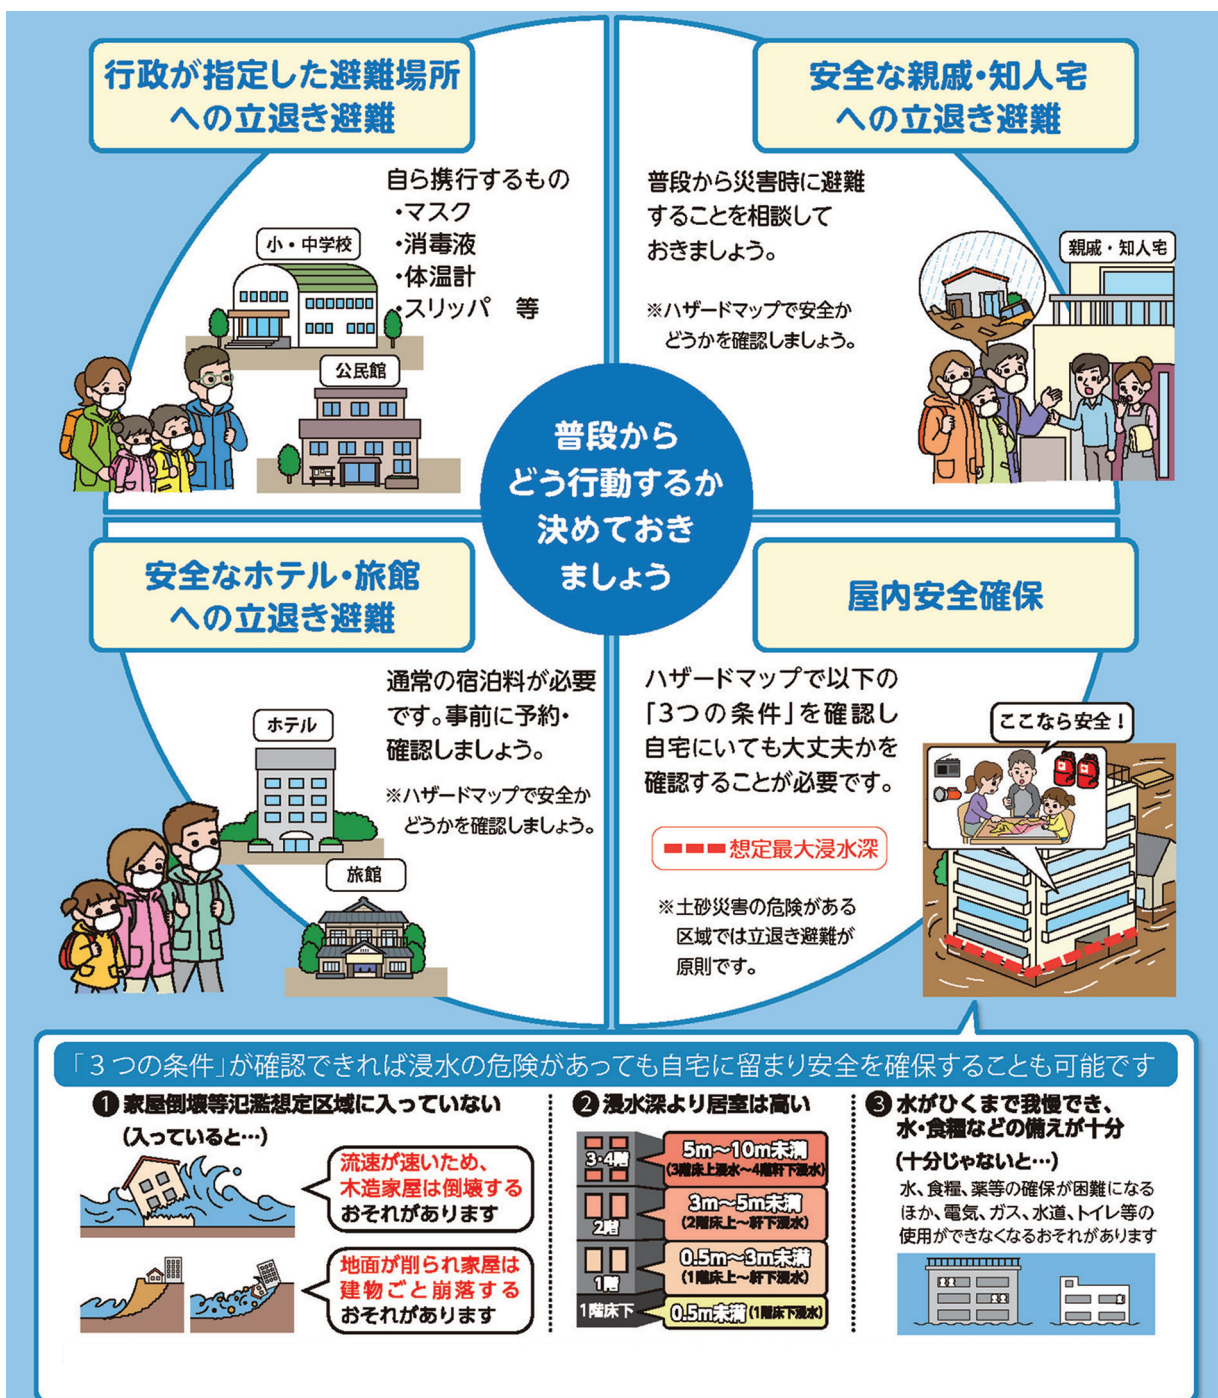 行政が指定した避難場所
への立退き避難
自ら携行するもの
・マスク
・消毒液
・体温計
・スリッパ　等
小・中学校
公民館
安全な親戚・知人宅
への立退き避難
普段から災害時に避難
することを相談して
おきましょう。
※ハザードマップで安全か
どうかを確認しましょう。
親戚・知人宅
普段から
どう行動するか
決めておき
ましょう
安全なホテル・旅館
への立退き避難
通常の宿泊料が必要
です。事前に予約・
確認しましょう。
※ハザードマップで安全か
どうかを確認しましょう。
ホテル
旅館
屋内安全確保
ハザードマップで以下の
「3つの条件」を確認し
自宅にいても大丈夫かを
確認することが必要です。
想定最大浸水深
※土砂災害の危険がある
区域では立退き避難が
原則です。
ここなら安全！
「３つの条件」が確認できれば浸水の危険があっても自宅に留まり安全を確保することも可能です
❶ 家屋倒壊等氾濫想定区域に入っていない
（入っていると…）
流速が速いため、
木造家屋は倒壊する
おそれがあります
地面が削られ家屋は
建物ごと崩落する
おそれがあります
❷ 浸水深より居室は高い
3・4階
5m〜10m未満
（3階床上浸水〜4階軒下浸水）
2階
3m〜5m未満
（2階床上〜軒下浸水）
1階
0.5m〜3m未満
（1階床上〜軒下浸水）
1階床下
0.5m未満（1階床下浸水）
❸ 水がひくまで我慢でき、
水・食糧などの備えが十分
（十分じゃないと…）
水、食糧、薬等の確保が困難になる
ほか、電気、ガス、水道、トイレ等の
使用ができなくなるおそれがあります